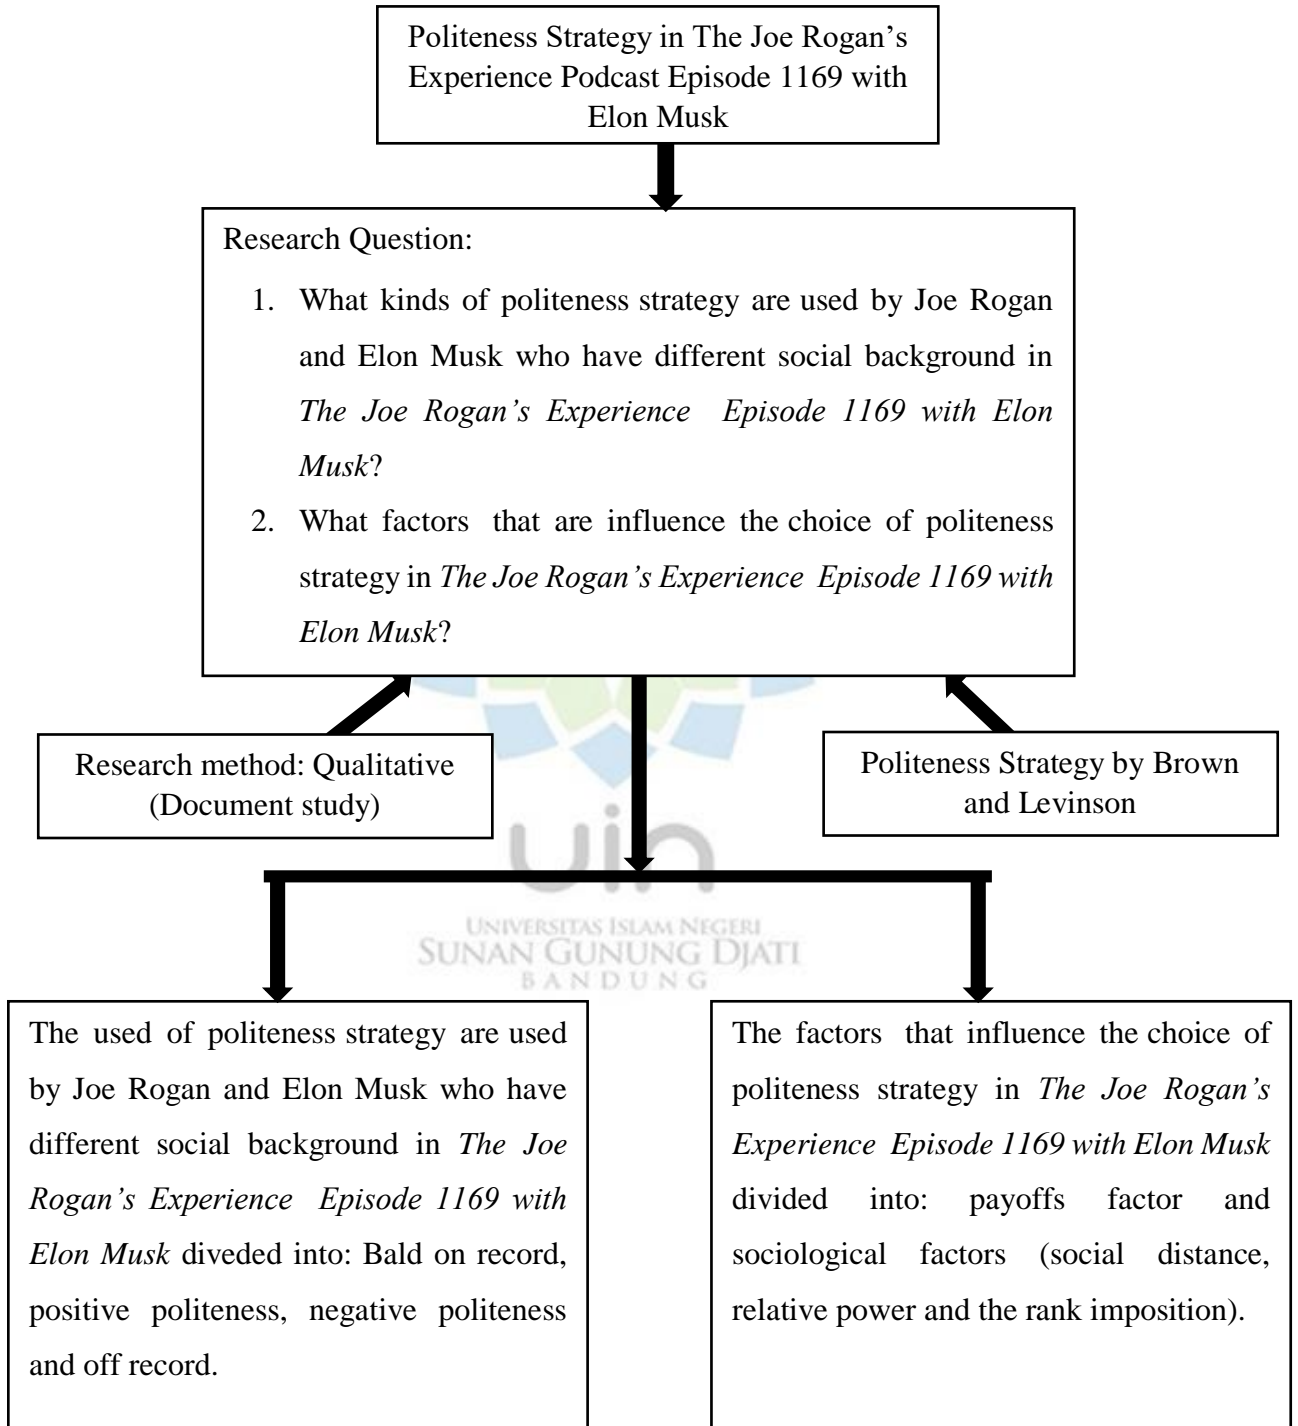 Politeness Strategy in The Joe Rogan’s
Experience Podcast Episode 1169 with
Elon Musk
Research Question:
1. What kinds of politeness strategy are used by Joe Rogan
and Elon Musk who have different social background in
The Joe Rogan’s Experience Episode 1169 with Elon
Musk?
2. What factors that are influence the choice of politeness
strategy in The Joe Rogan’s Experience Episode 1169 with
Elon Musk?
Research method: Qualitative
(Document study)
Politeness Strategy by Brown
and Levinson
uin
UNIVERSITAS ISLAM NEGERI
SUNAN GUNUNG DJATI
BANDUNG
The used of politeness strategy are used
by Joe Rogan and Elon Musk who have
different social background in The Joe
Rogan’s Experience Episode 1169 with
Elon Musk diveded into: Bald on record,
positive politeness, negative politeness
and off record.
The factors that influence the choice of
politeness strategy in The Joe Rogan’s
Experience Episode 1169 with Elon Musk
divided into: payoffs factor and
sociological factors (social distance,
relative power and the rank imposition).